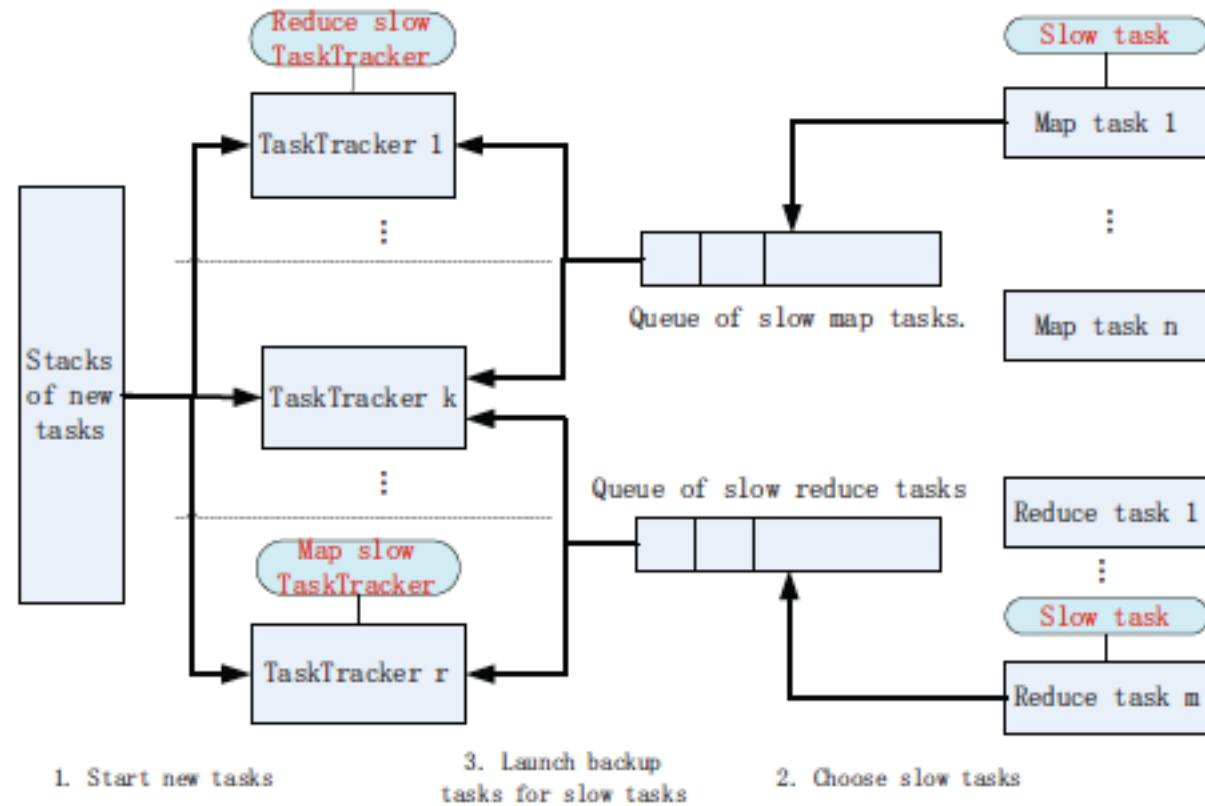 Reduce slow
TaskTracker
Slow task
TaskTracker 1
Map task 1
⋮
⋮
Queue of slow map tasks.
Map task n
Stacks
of new
tasks
TaskTracker k
⋮
Queue of slow reduce tasks
Reduce task 1
⋮
Map slow
TaskTracker
Slow task
TaskTracker r
Reduce task m
1. Start new tasks
3. Launch backup
tasks for slow tasks
2. Choose slow tasks